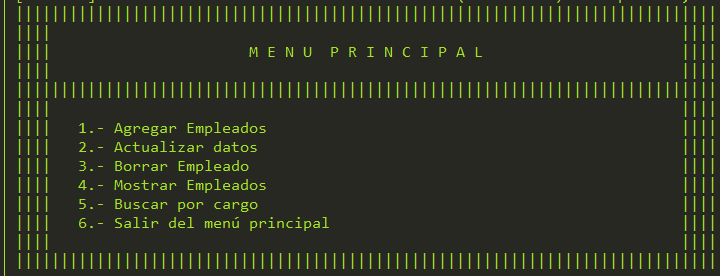 M E N U  P R I N C I P A L
1.- Agregar Empleados
2.- Actualizar datos
3.- Borrar Empleado
4.- Mostrar Empleados
5.- Buscar por cargo
6.- Salir del menú principal